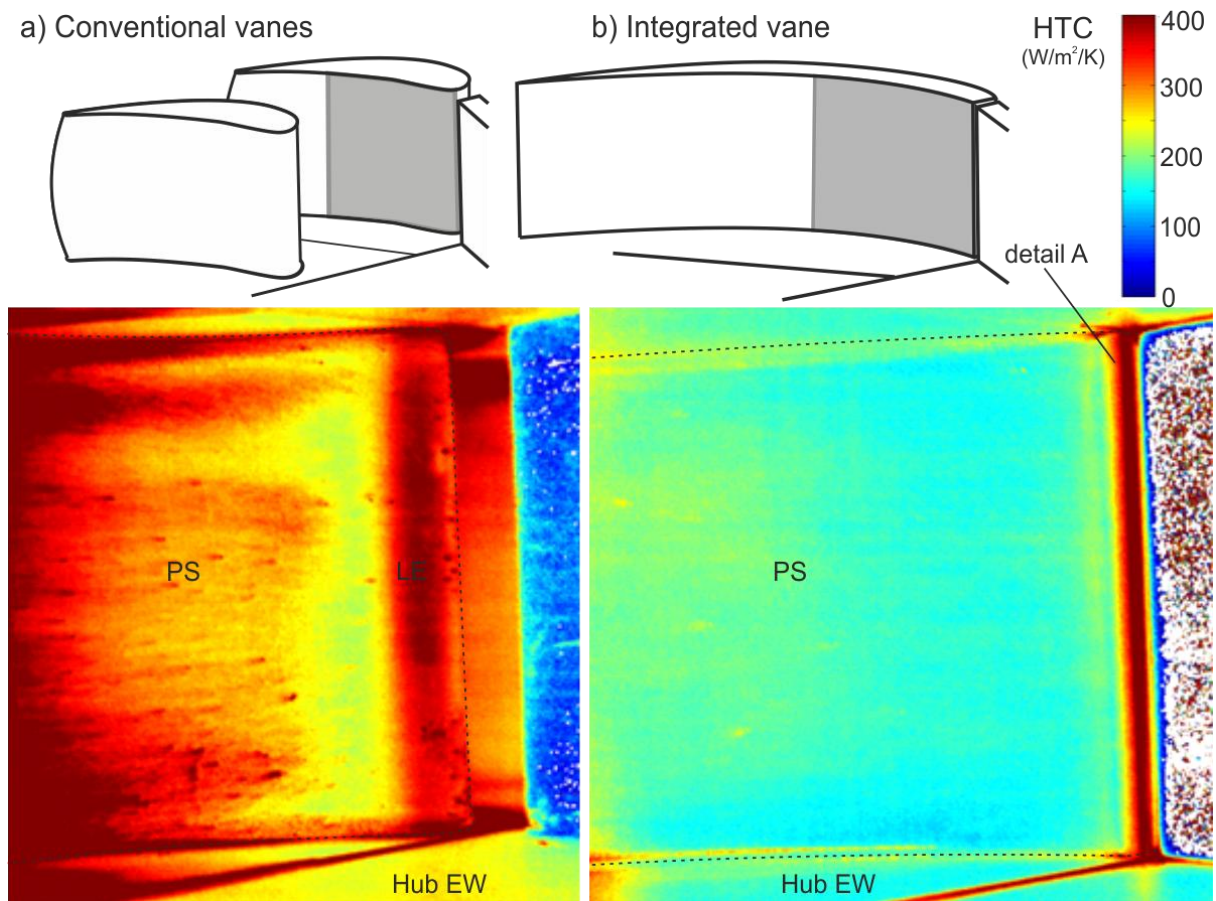 a) Conventional vanes
b) Integrated vane
HTC
(W/m²/K)
400
300
200
100
0
detail A
PS
LE
PS
Hub EW
Hub EW